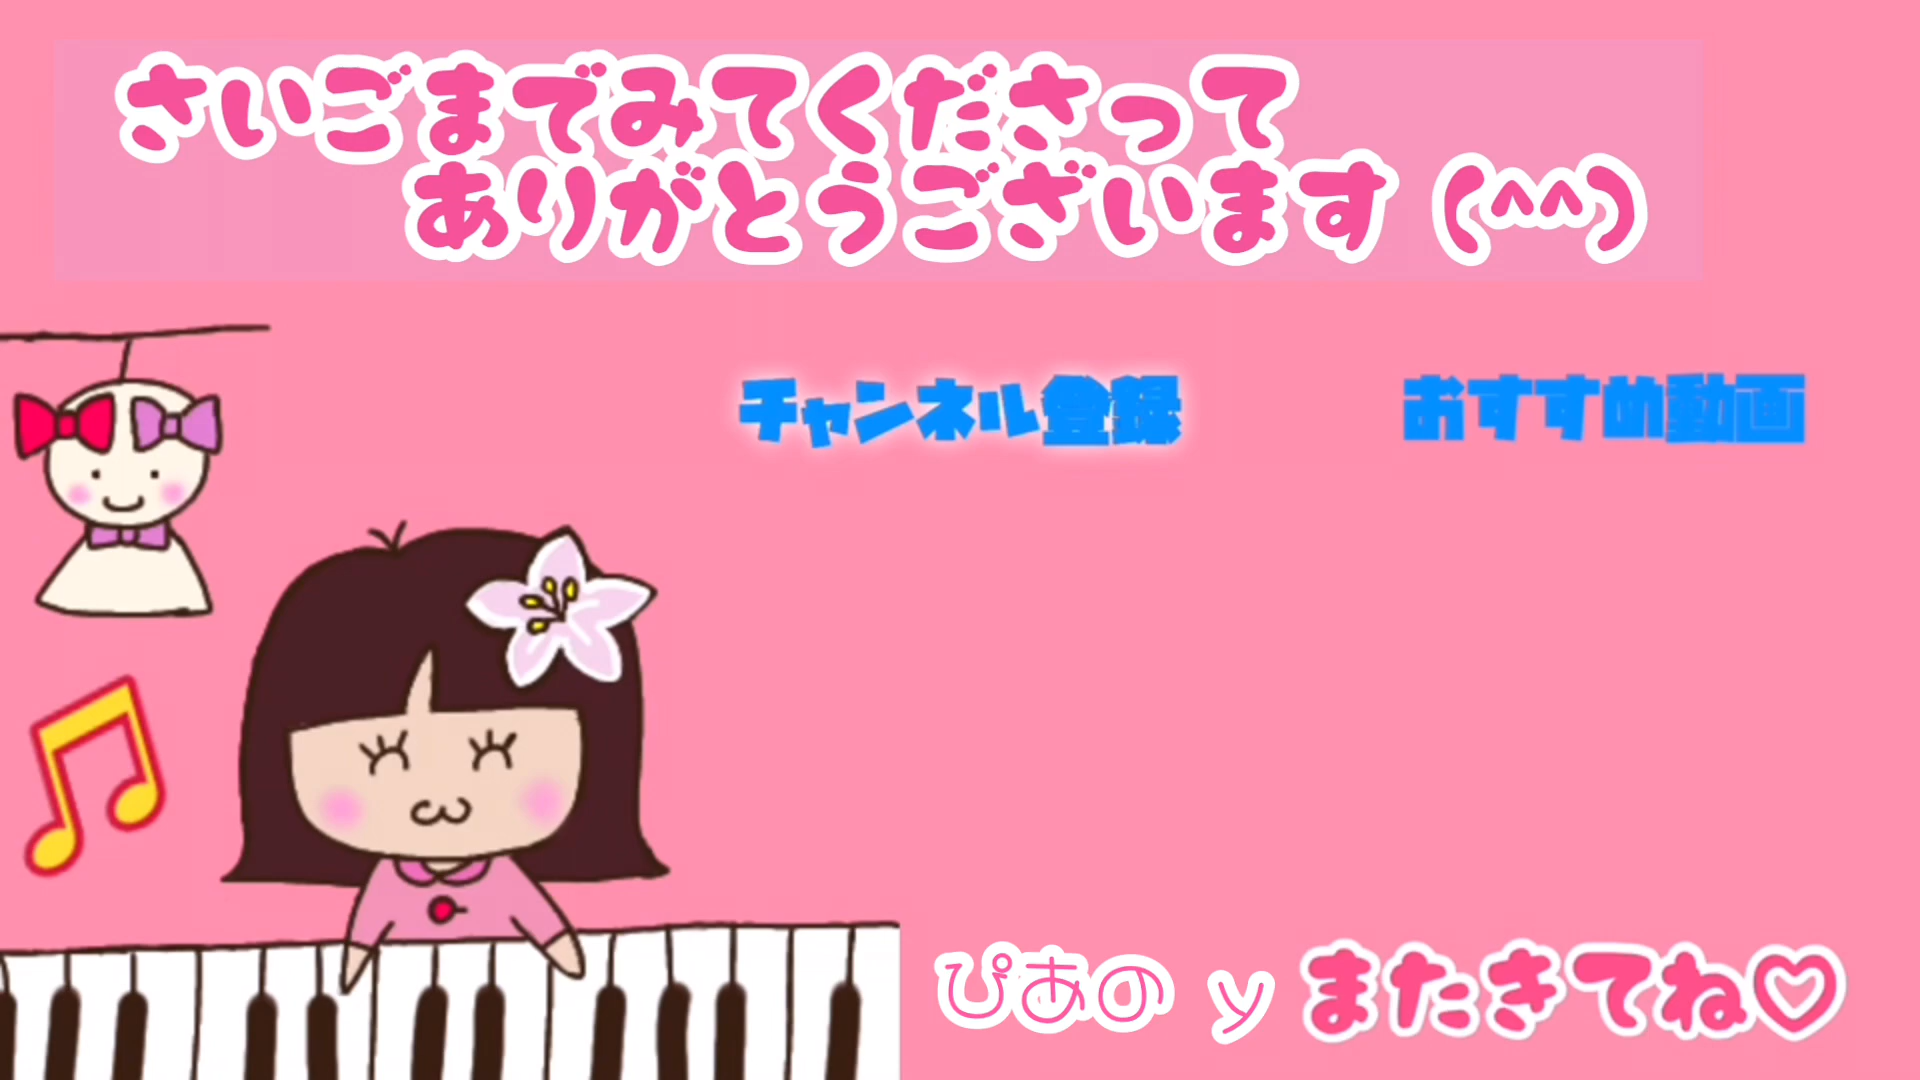 さいごまでみてくださって
ありがとうございます (^^)
チャンネル登録
おすすめ動画
ぴあの y またきてね♡